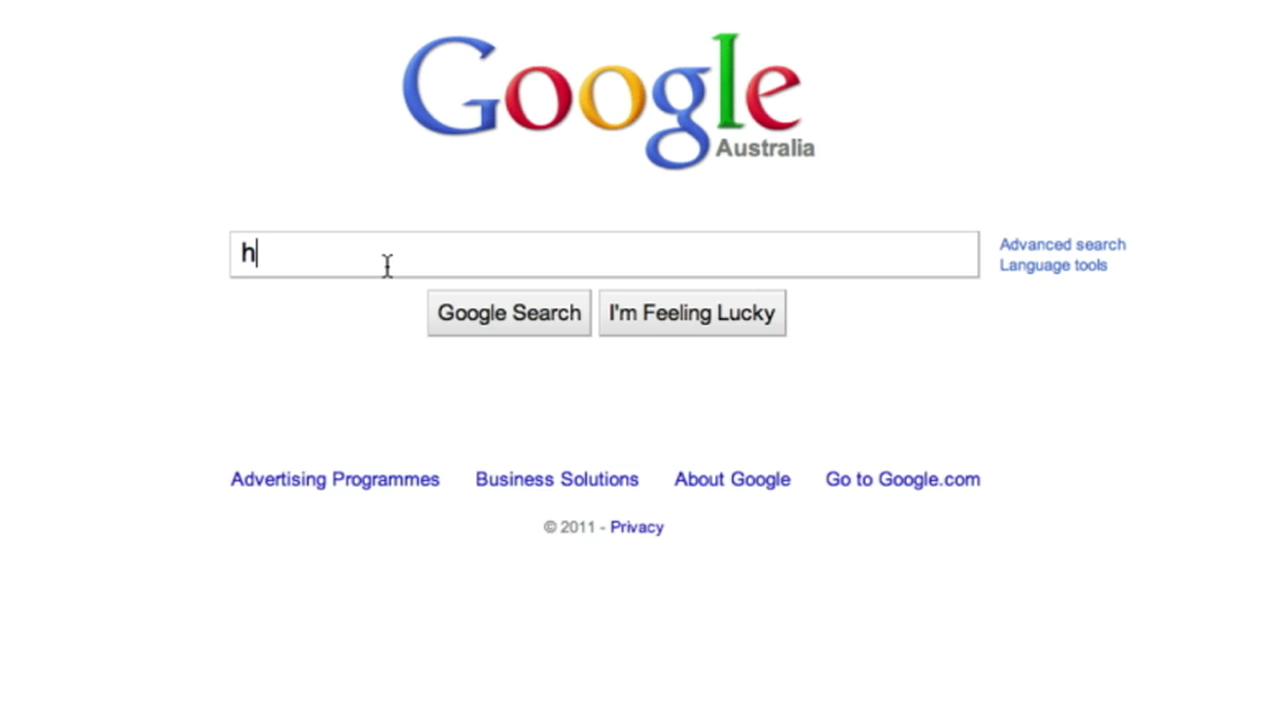 Google
Australia
h
Advanced search
Language tools
Google Search I'm Feeling Lucky
Advertising Programmes Business Solutions About Google Go to Google.com
© 2011 - Privacy